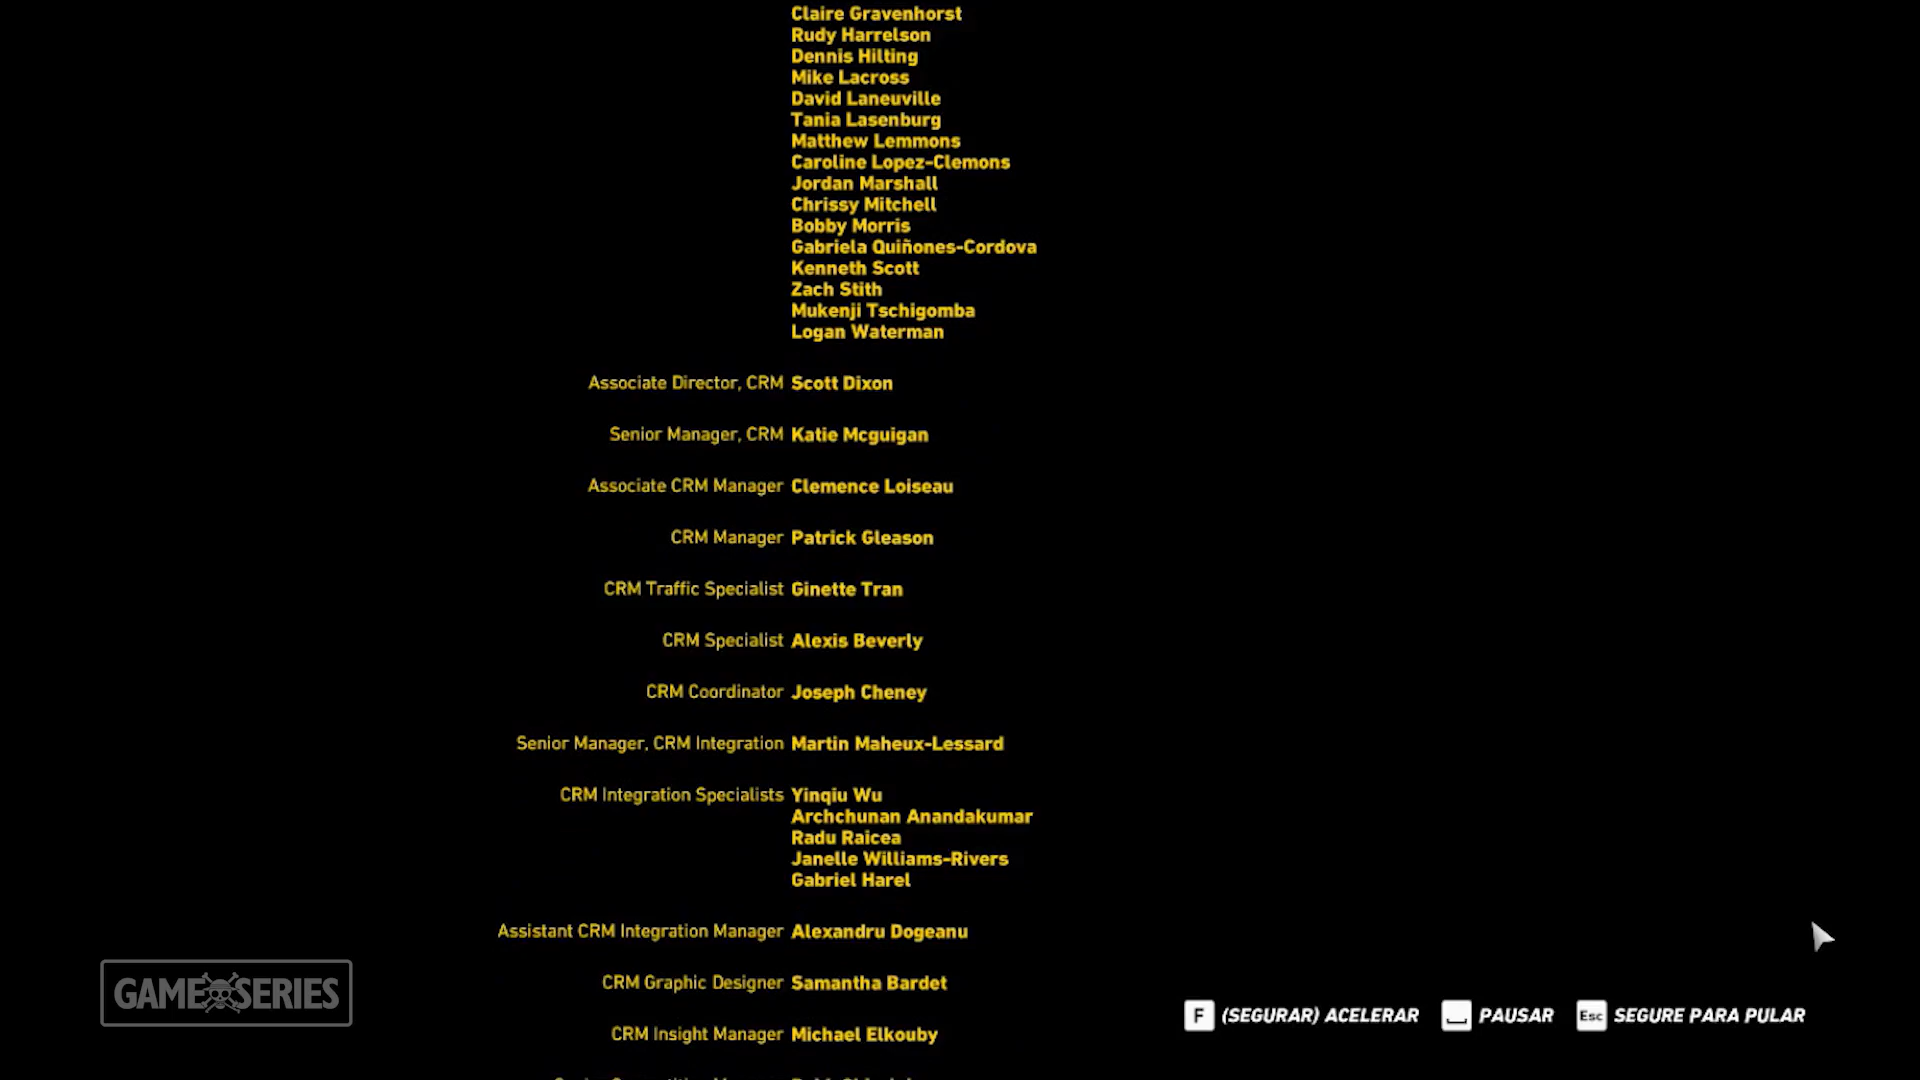 Claire Gravenhorst
Rudy Harrelson
Dennis Hilting
Mike Lacross
David Laneuville
Tania Lasenburg
Matthew Lemmons
Caroline Lopez-Clemons
Jordan Marshall
Chrissy Mitchell
Bobby Morris
Gabriela Quiñones-Cordova
Kenneth Scott
Zach Stith
Mukenji Tschigomba
Logan Waterman
Associate Director, CRM Scott Dixon
Senior Manager, CRM Katie Mcguigan
Associate CRM Manager Clemence Loiseau
CRM Manager Patrick Gleason
CRM Traffic Specialist Ginette Tran
CRM Specialist Alexis Beverly
CRM Coordinator Joseph Cheney
Senior Manager, CRM Integration Martin Maheux-Lessard
CRM Integration Specialists Yinqiu Wu
Archchunan Anandakumar
Radu Raicea
Janelle Williams-Rivers
Gabriel Harel
Assistant CRM Integration Manager Alexandru Dogeanu
CRM Graphic Designer Samantha Bardet
CRM Insight Manager Michael Elkouby
GAME SERIES
F (SEGURAR) ACELERAR PAUSAR Esc SEGURE PARA PULAR